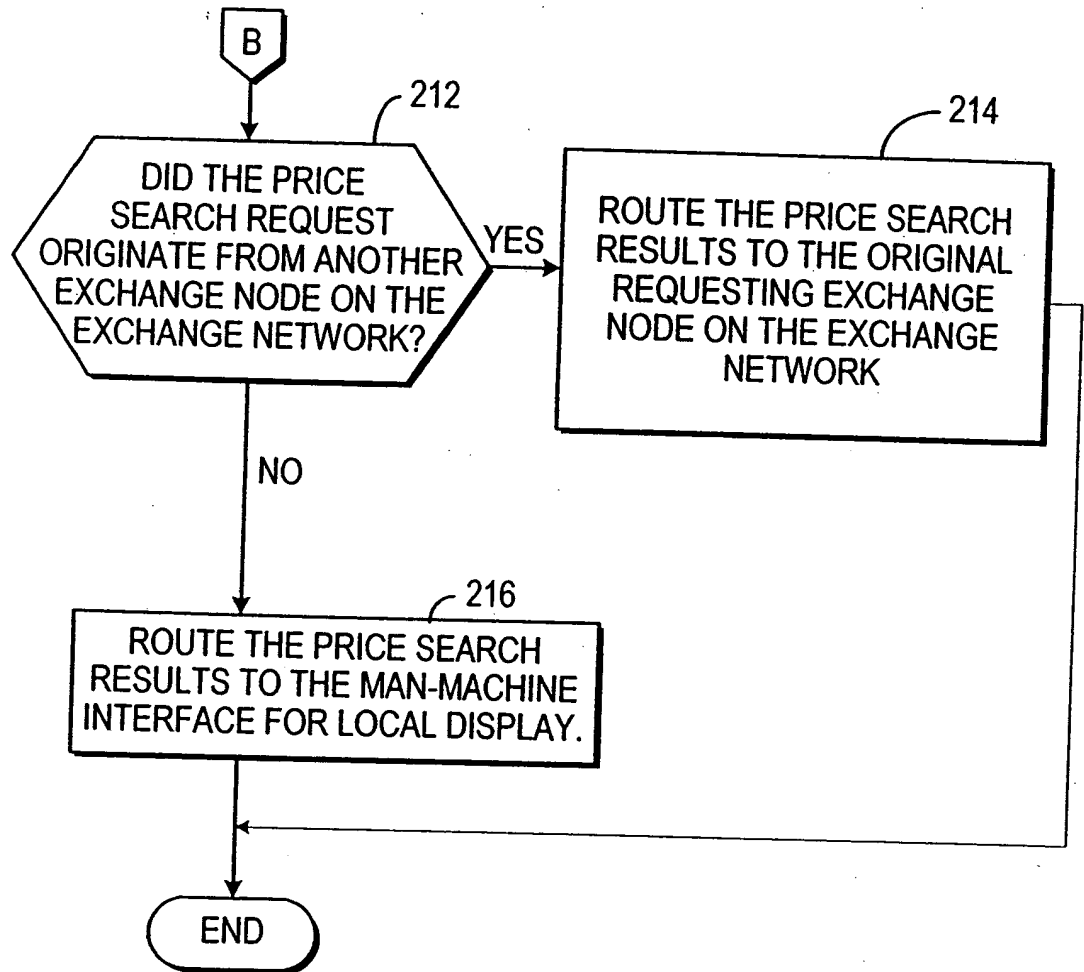 B
212
DID THE PRICE
SEARCH REQUEST
ORIGINATE FROM ANOTHER
EXCHANGE NODE ON THE
EXCHANGE NETWORK?
YES
214
ROUTE THE PRICE SEARCH
RESULTS TO THE ORIGINAL
REQUESTING EXCHANGE
NODE ON THE EXCHANGE
NETWORK
NO
216
ROUTE THE PRICE SEARCH
RESULTS TO THE MAN-MACHINE
INTERFACE FOR LOCAL DISPLAY.
END